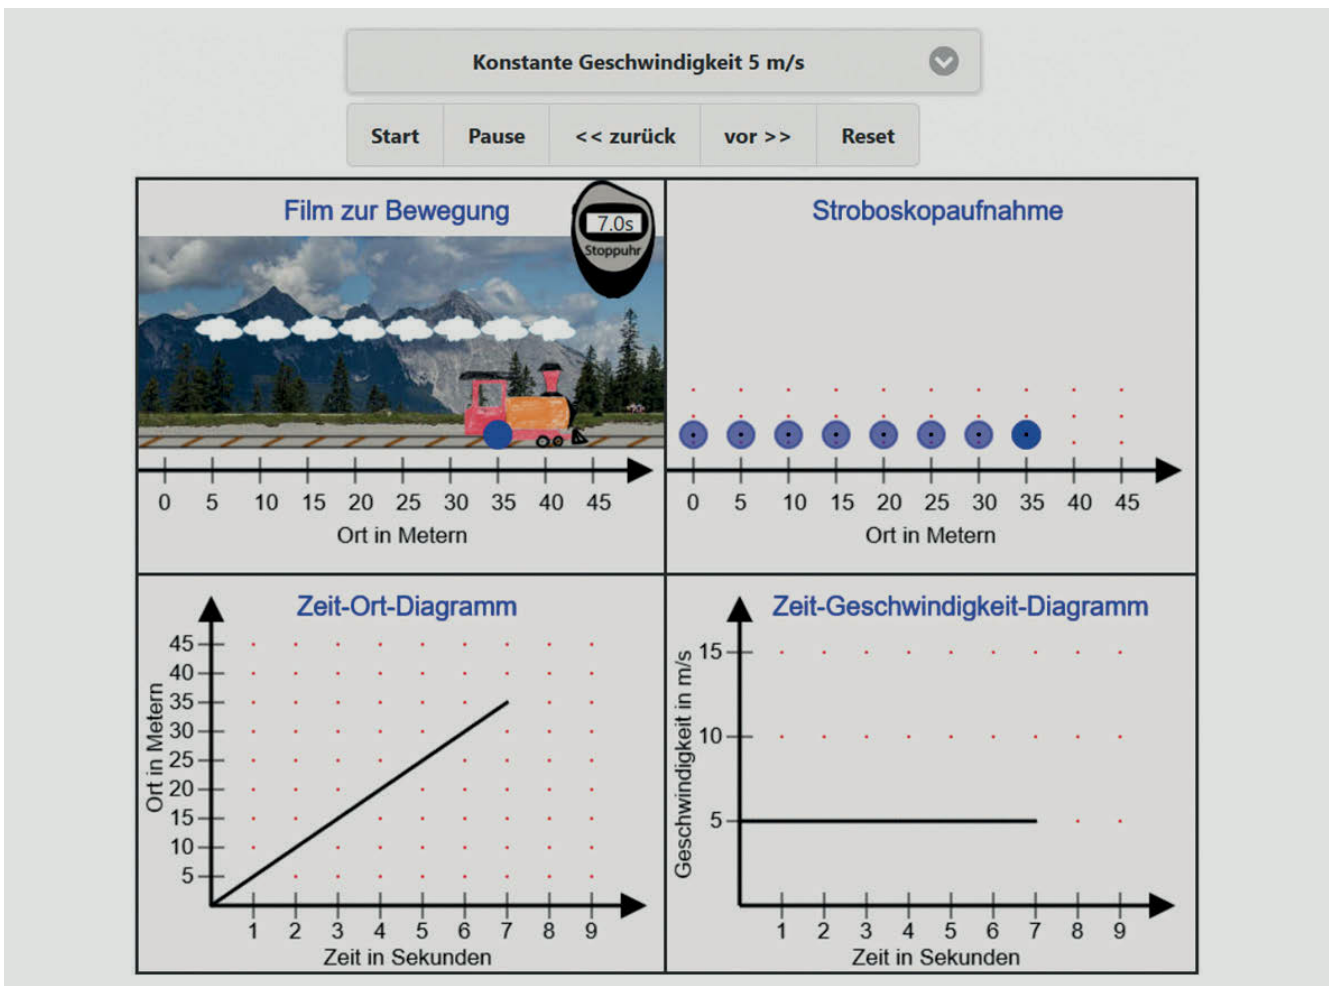 Konstante Geschwindigkeit 5 m/s
Start Pause << zurück vor >> Reset
Film zur Bewegung
7.0s
Stoppuhr
0 5 10 15 20 25 30 35 40 45
Ort in Metern
Stroboskopaufnahme
0 5 10 15 20 25 30 35 40 45
Ort in Metern
Zeit-Ort-Diagramm
Ort in Metern
45
40
35
30
25
20
15
10
5
1 2 3 4 5 6 7 8 9
Zeit in Sekunden
Zeit-Geschwindigkeit-Diagramm
Geschwindigkeit in m/s
15
10
5
1 2 3 4 5 6 7 8 9
Zeit in Sekunden